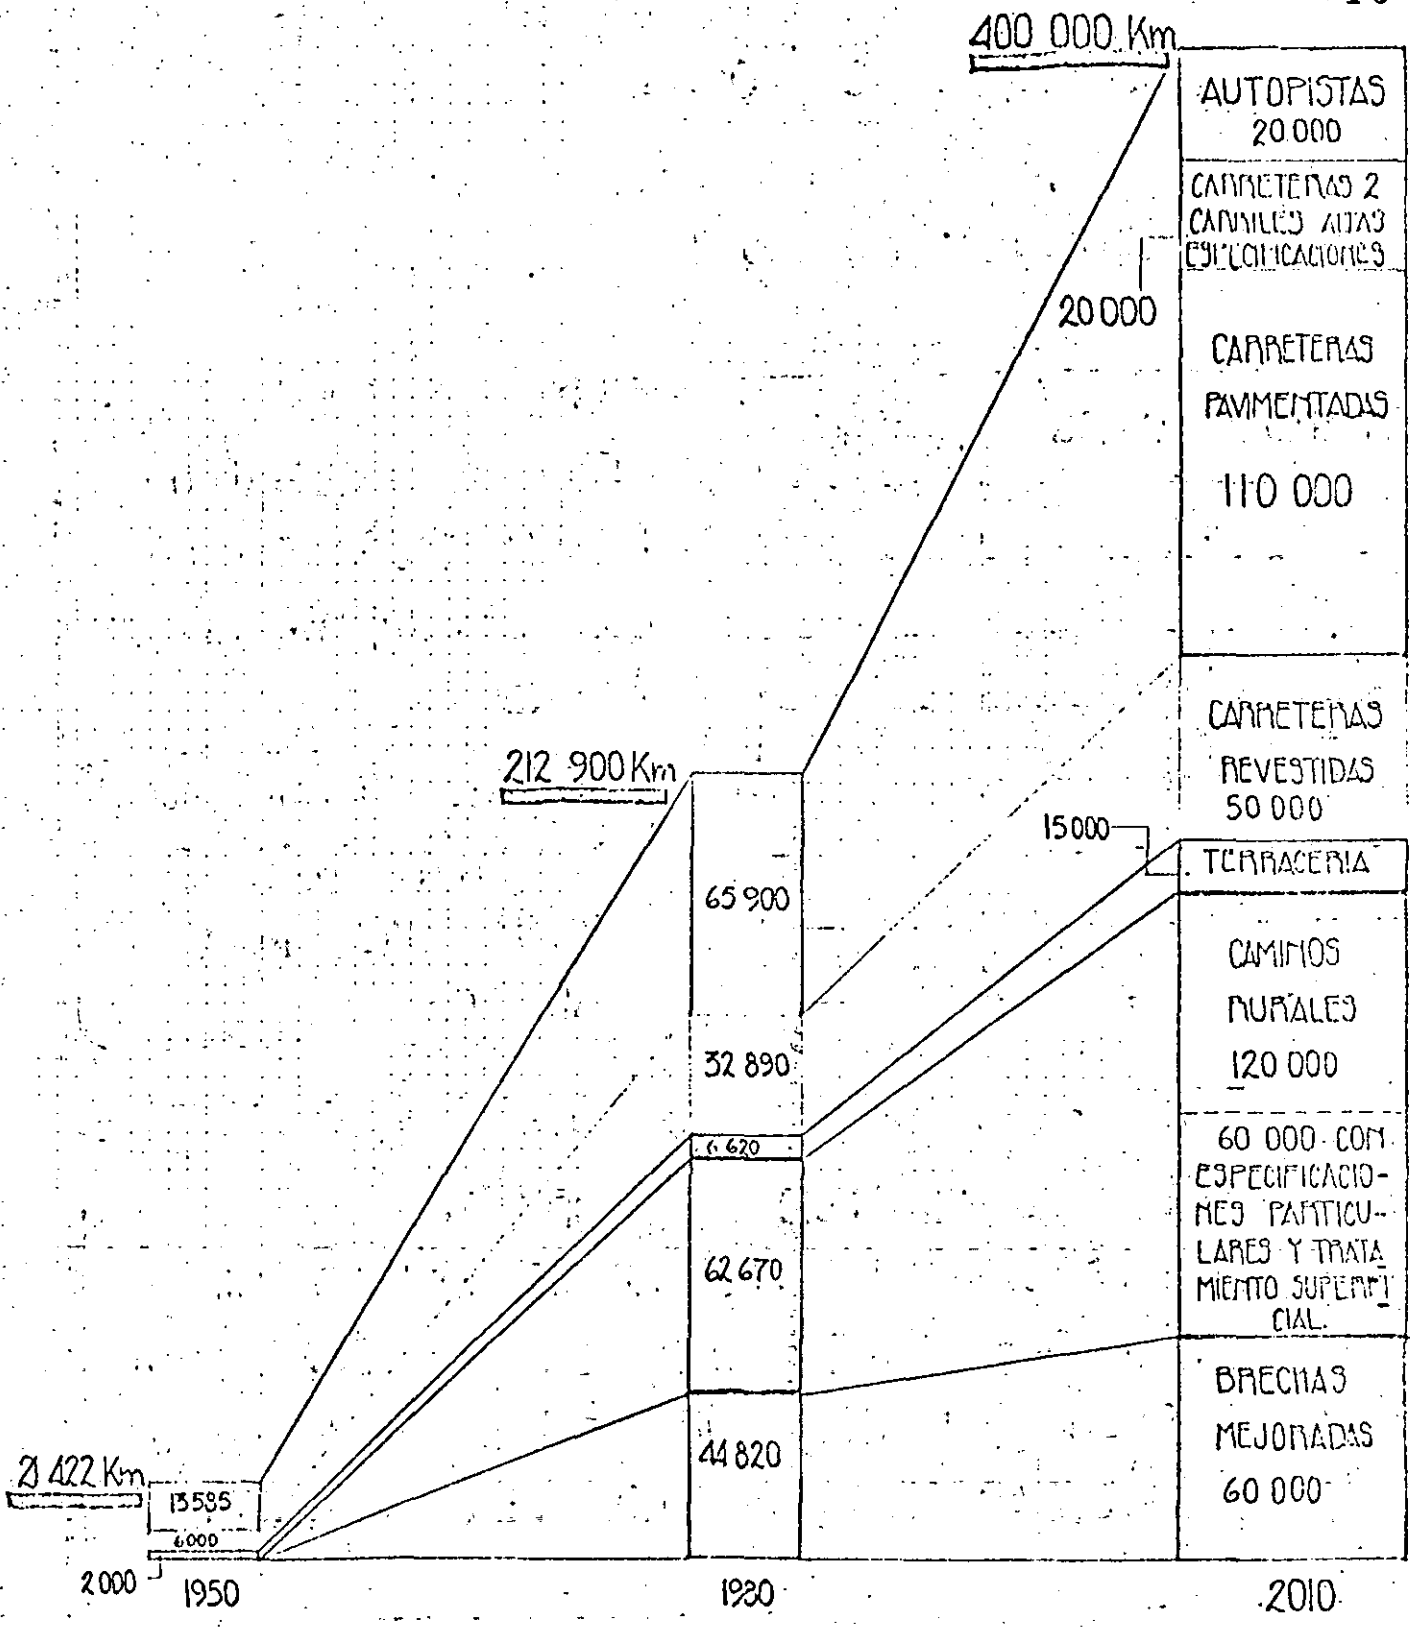 400 000 Km
AUTOPISTAS
20 000
CARRETERAS 2
CARRILES ALTAS
ESPECIFICACIONES
20 000
CARRETERAS
PAVIMENTADAS
110 000
CARRETERAS
REVESTIDAS
50 000
15 000
TERRACERIA
CAMINOS
RURALES
120 000
60 000 CON
ESPECIFICACIO-
NES PARTICU-
LARES Y TRATA
MIENTO SUPERFI
CIAL.
BRECHAS
MEJORADAS
60 000
2010
212 900 Km
65 900
32 890
6 620
62 670
44 820
1980
21 422 Km
13 585
6 000
2 000
1950